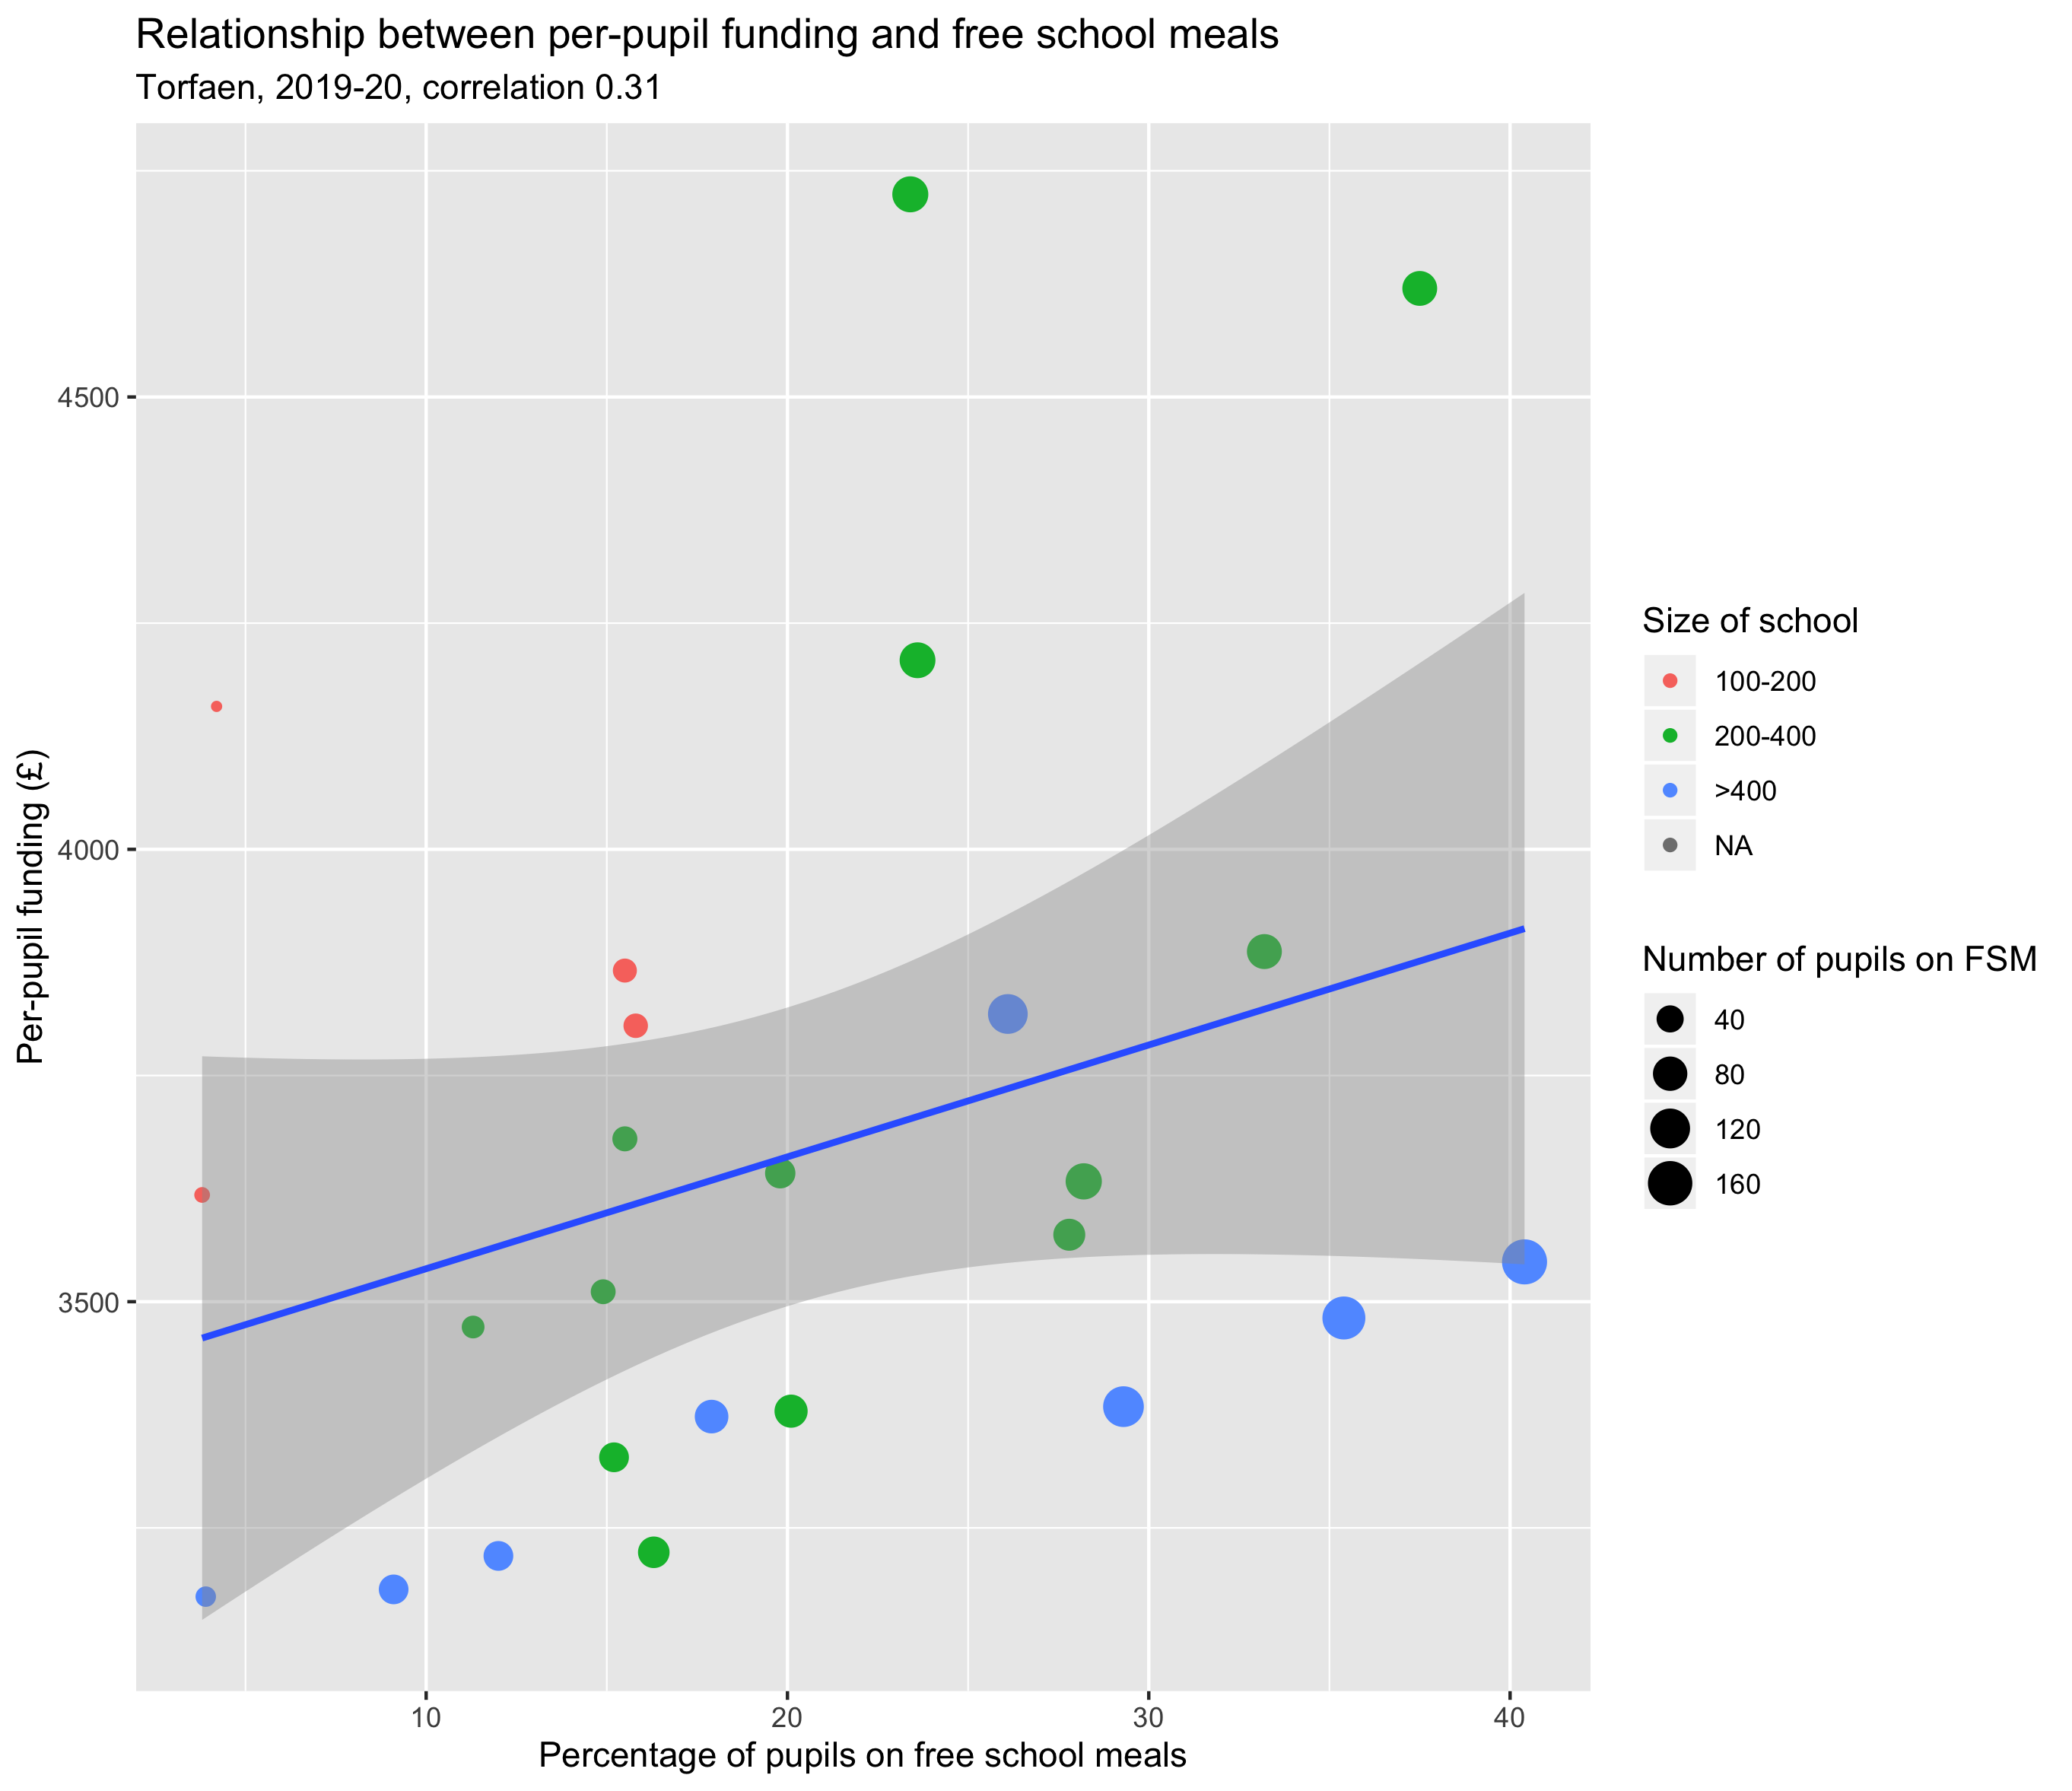 Relationship between per-pupil funding and free school meals
Torfaen, 2019-20, correlation 0.31
Per-pupil funding (£)
4500
4000
3500
10 20 30 40
Percentage of pupils on free school meals
Size of school
100-200
200-400
>400
NA
Number of pupils on FSM
40
80
120
160